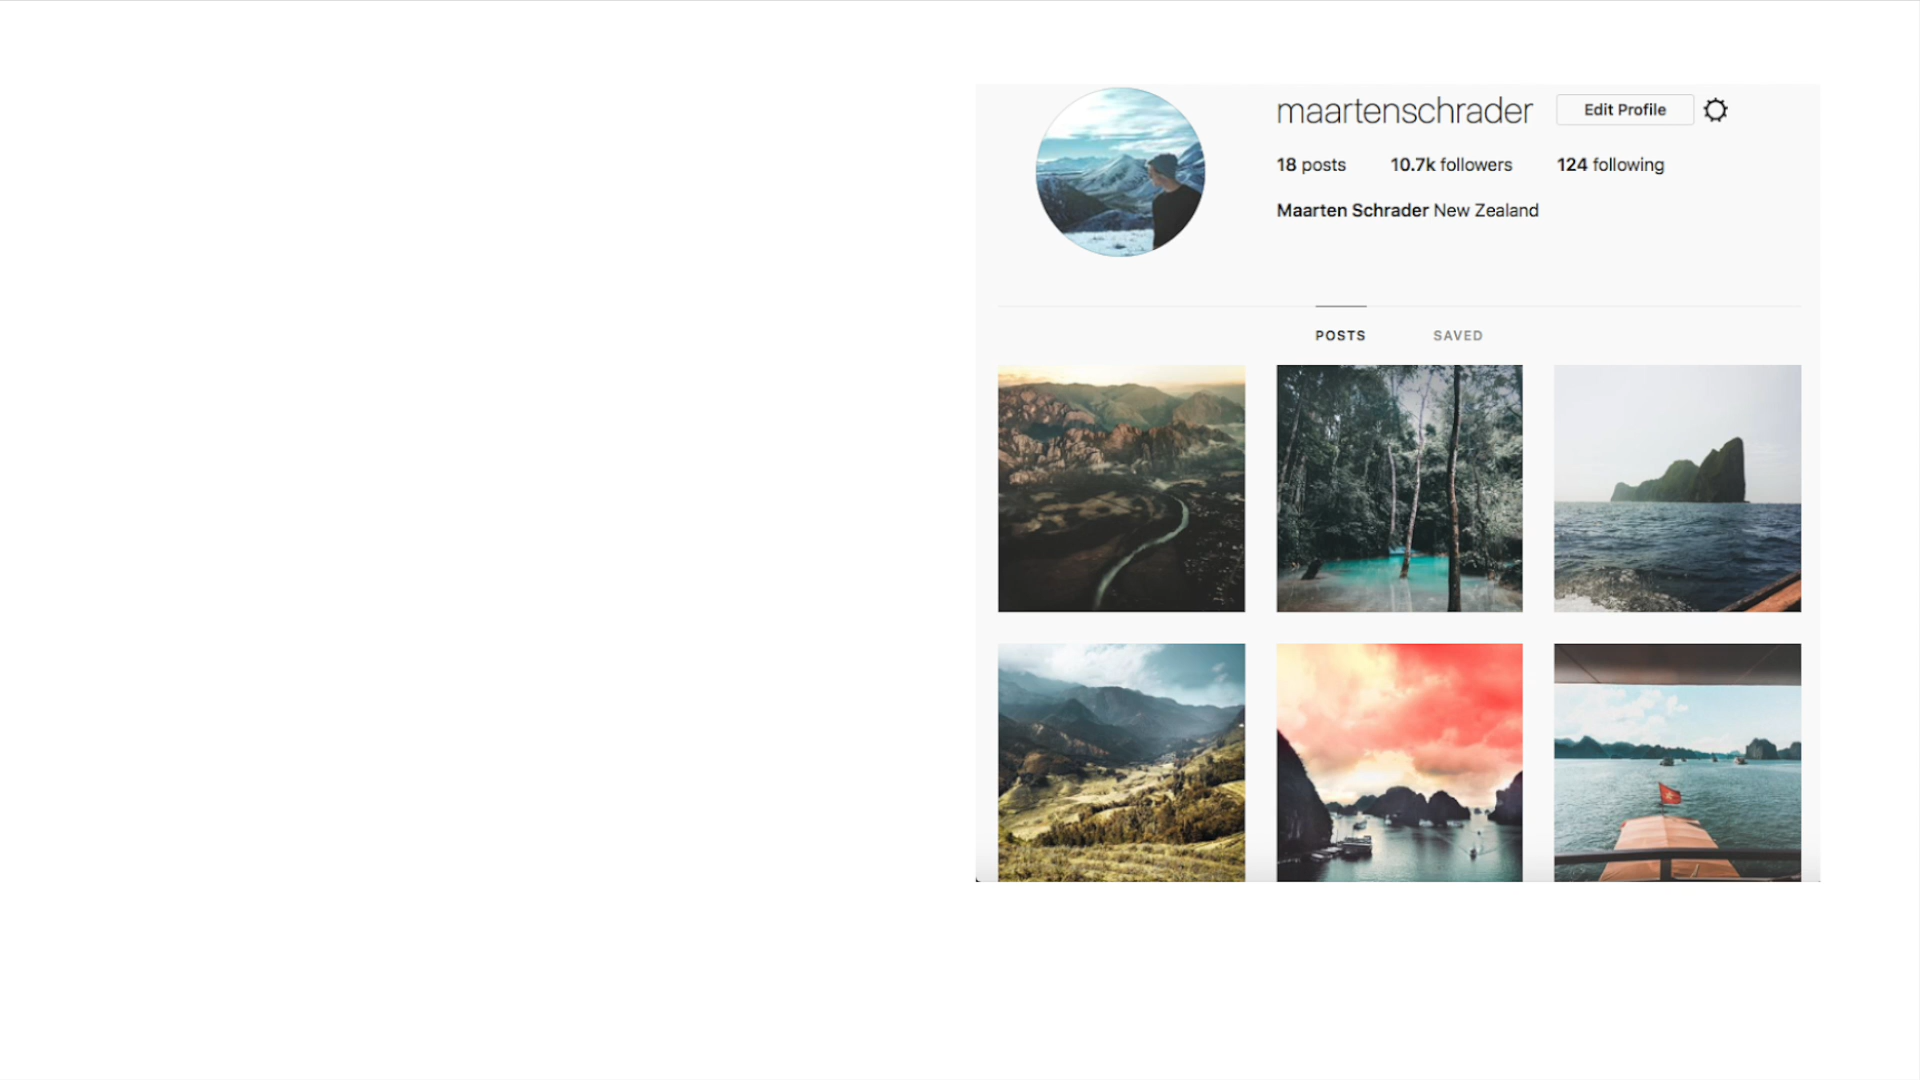 maartenschrader Edit Profile
18 posts 10.7k followers 124 following
Maarten Schrader New Zealand
POSTS SAVED